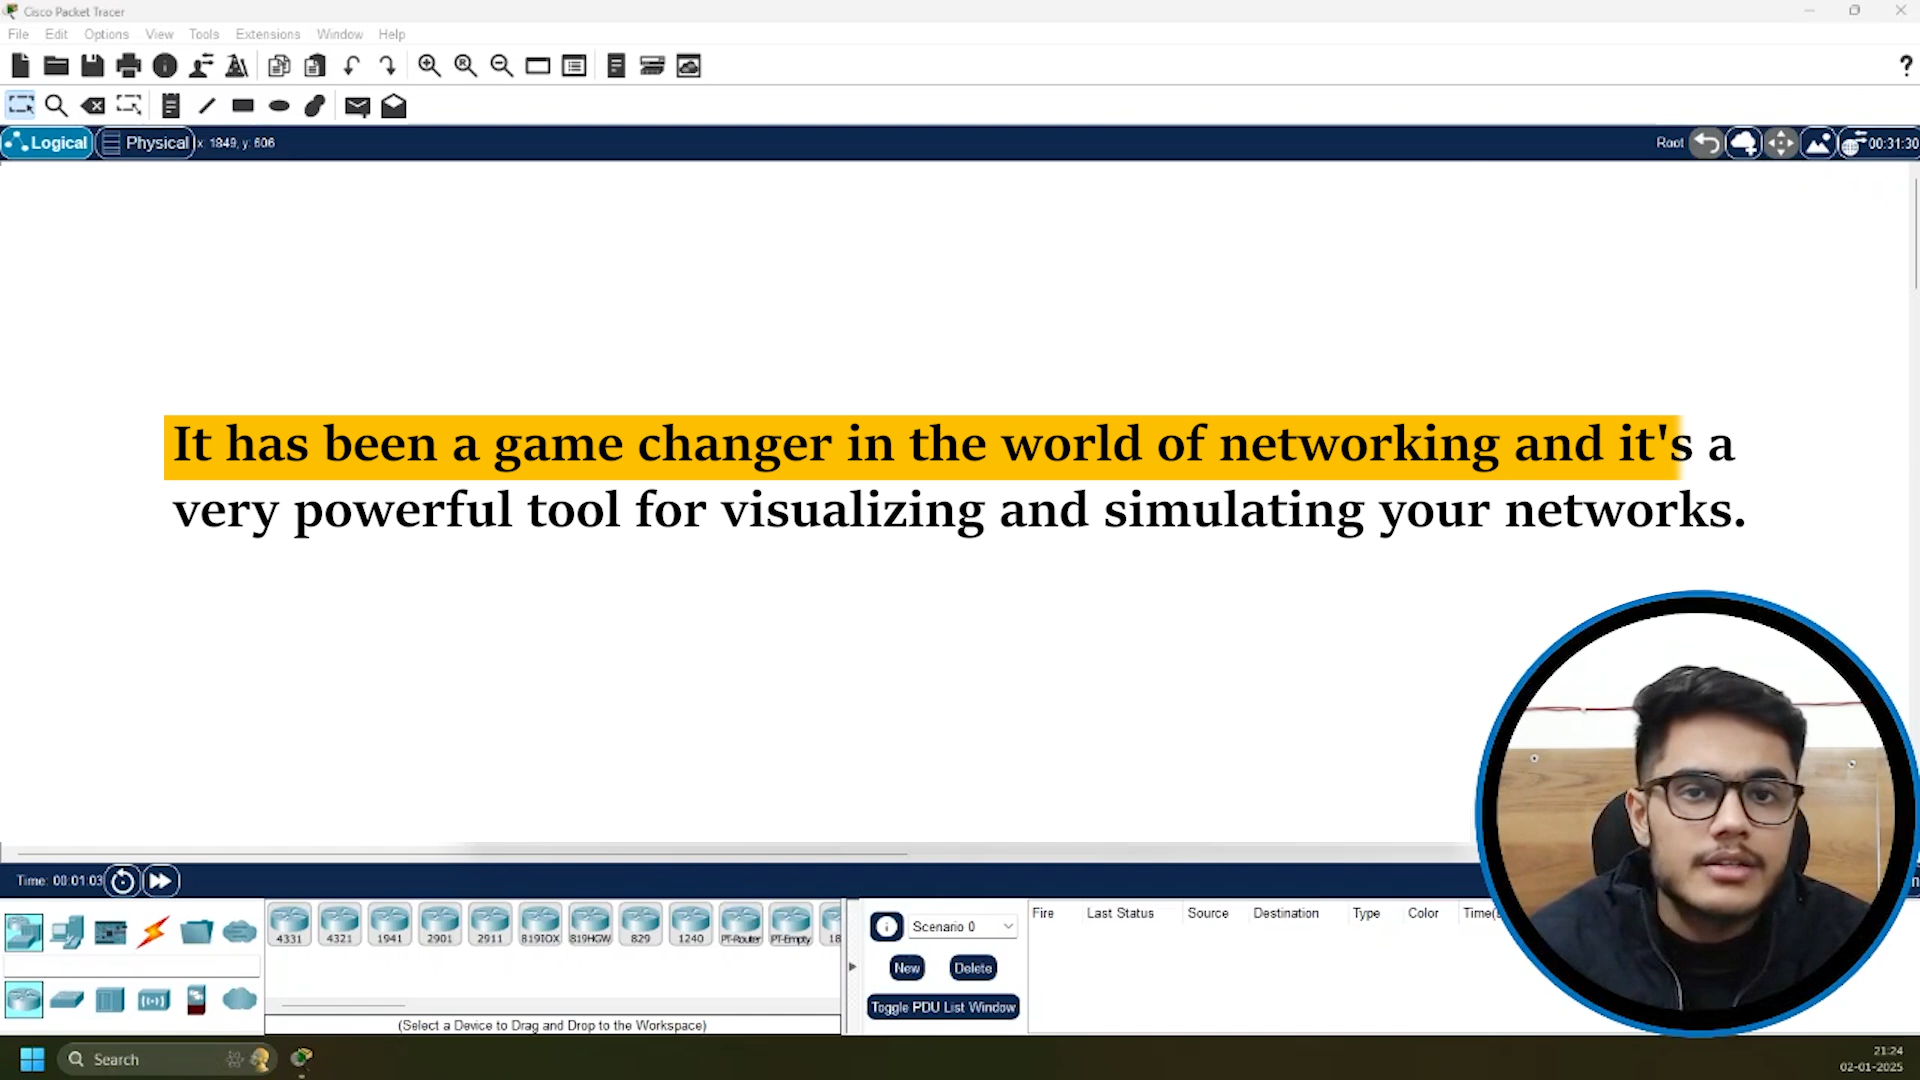 Cisco Packet Tracer
File Edit Options View Tools Extensions Window Help
?
Logical Physical x: 1849, y: 606 Root 00:31:30
It has been a game changer in the world of networking and it's a
very powerful tool for visualizing and simulating your networks.
Time: 00:01:03
4331 4321 1941 2901 2911 819IOX 819HGW 829 1240 PT-Router PT-Empty 18
Scenario 0
New Delete
Toggle PDU List Window
Fire Last Status Source Destination Type Color Time(
(Select a Device to Drag and Drop to the Workspace)
Search
21:24
02-01-2025